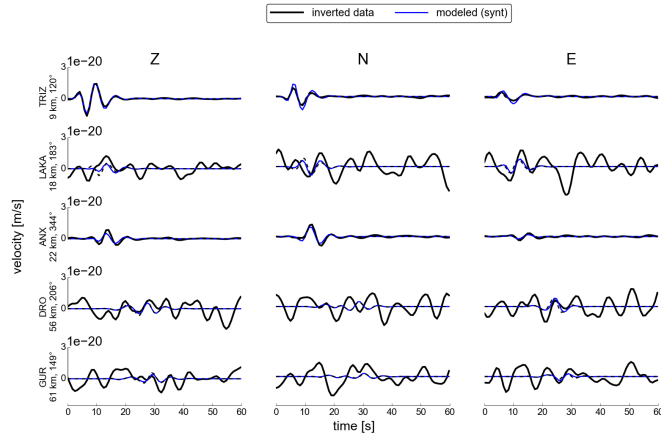 inverted data modeled (synt)
Z N E
1e-20
3
0
TRIZ
9 km, 120°
1e-20
3
0
LAKA
18 km, 183°
1e-20
3
0
ANX
22 km, 344°
1e-20
3
0
DRO
56 km, 206°
1e-20
3
0
GUR
61 km, 149°
velocity [m/s]
0 10 20 30 40 50 60 0 10 20 30 40 50 60 0 10 20 30 40 50 60
time [s]